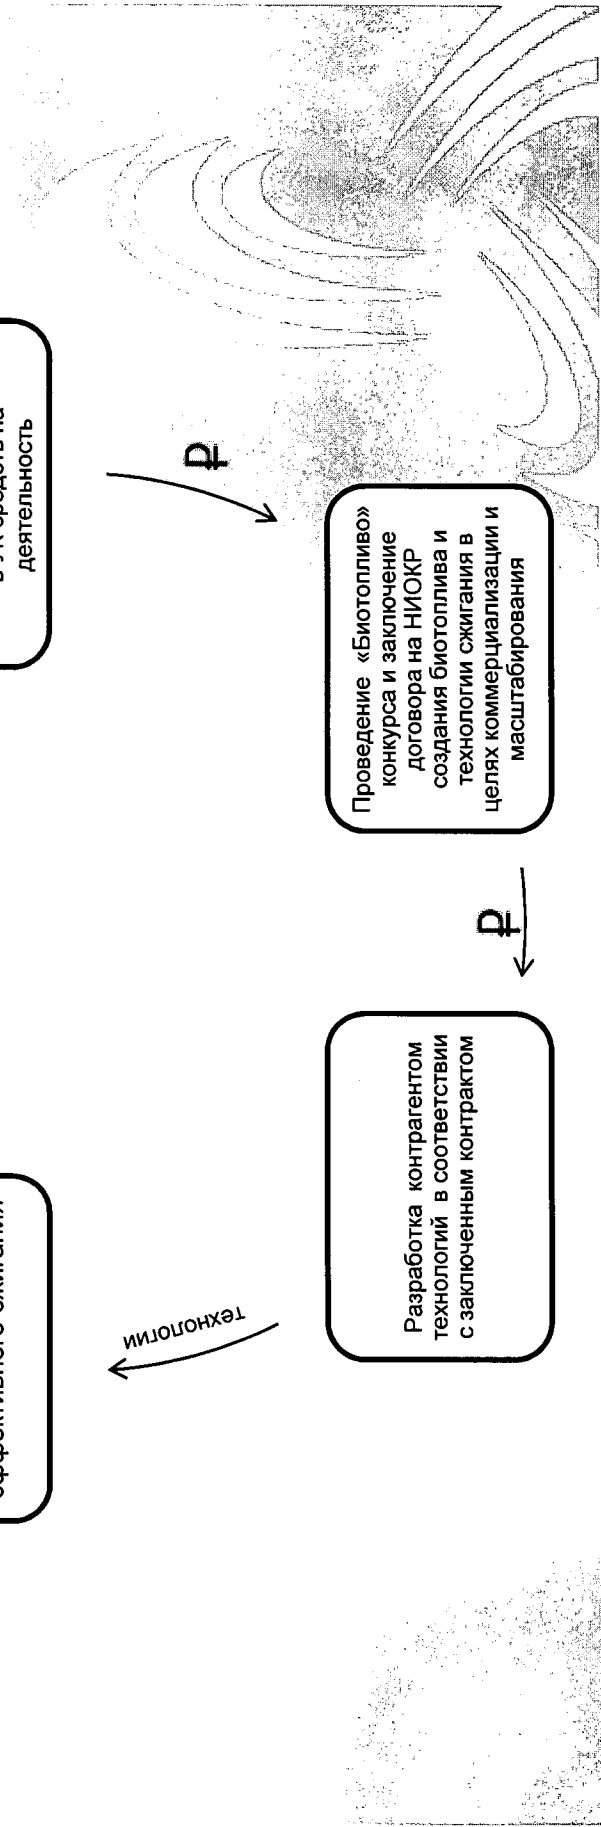 деятельность
₽
Проведение «Биотопливо»
конкурса и заключение
договора на НИОКР
создания биотоплива и
технологии сжигания в
целях коммерциализации и
масштабирования
₽
Разработка контрагентом
технологий в соответствии
с заключенным контрактом
технологии